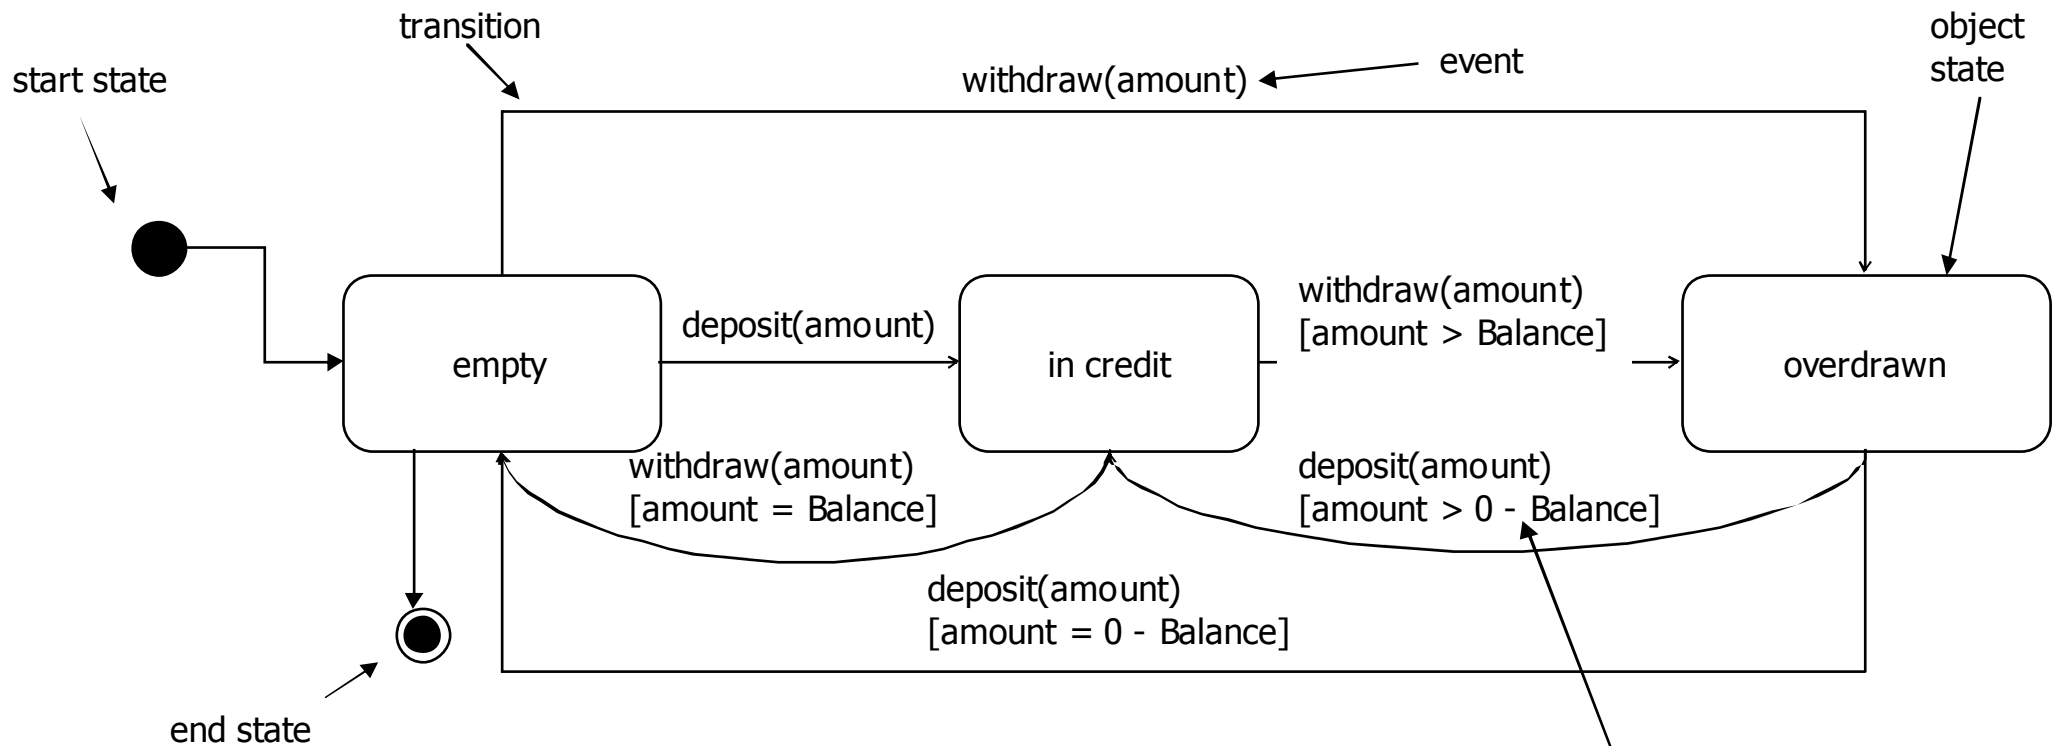 transition
object
state
event
start state
withdraw(amount)
withdraw(amount)
[amount > Balance]
deposit(amount)
empty
in credit
overdrawn
withdraw(amount)
[amount = Balance]
deposit(amount)
[amount > 0 - Balance]
deposit(amount)
[amount = 0 - Balance]
end state